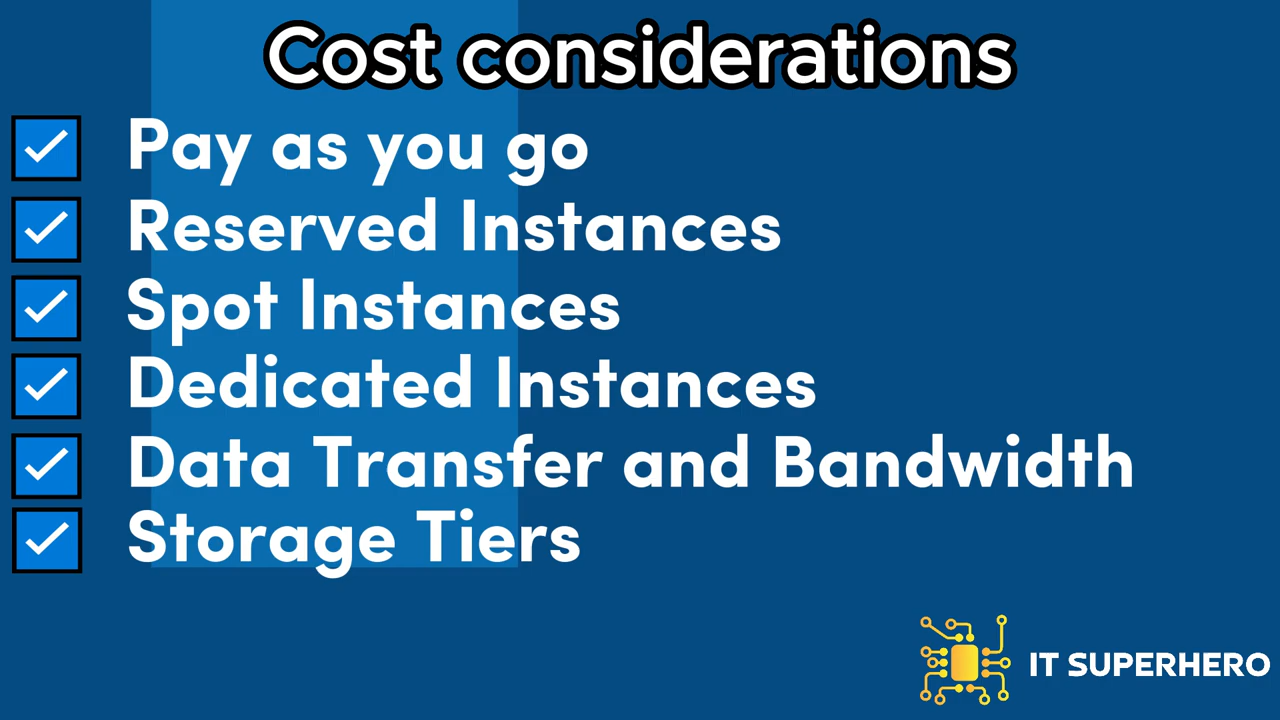 Cost considerations
Pay as you go
Reserved Instances
Spot Instances
Dedicated Instances
Data Transfer and Bandwidth
Storage Tiers
IT SUPERHERO